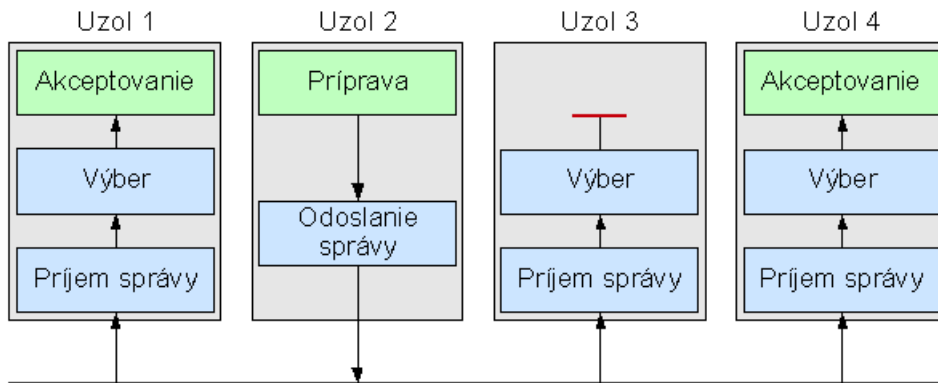 Uzol 1
Uzol 2
Uzol 3
Uzol 4
Akceptovanie
Príprava
Akceptovanie
Výber
Odoslanie
správy
Výber
Výber
Príjem správy
Príjem správy
Príjem správy